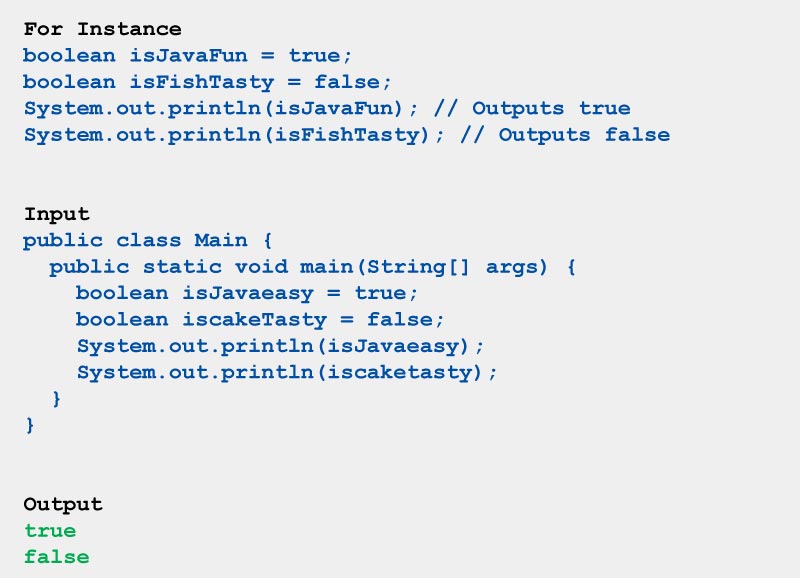 For Instance
boolean isJavaFun = true;
boolean isFishTasty = false;
System.out.println(isJavaFun); // Outputs true
System.out.println(isFishTasty); // Outputs false
Input
public class Main {
  public static void main(String[] args) {
    boolean isJavaeasy = true;
    boolean iscakeTasty = false;
    System.out.println(isJavaeasy);
    System.out.println(iscaketasty);
  }
}
Output
true
false